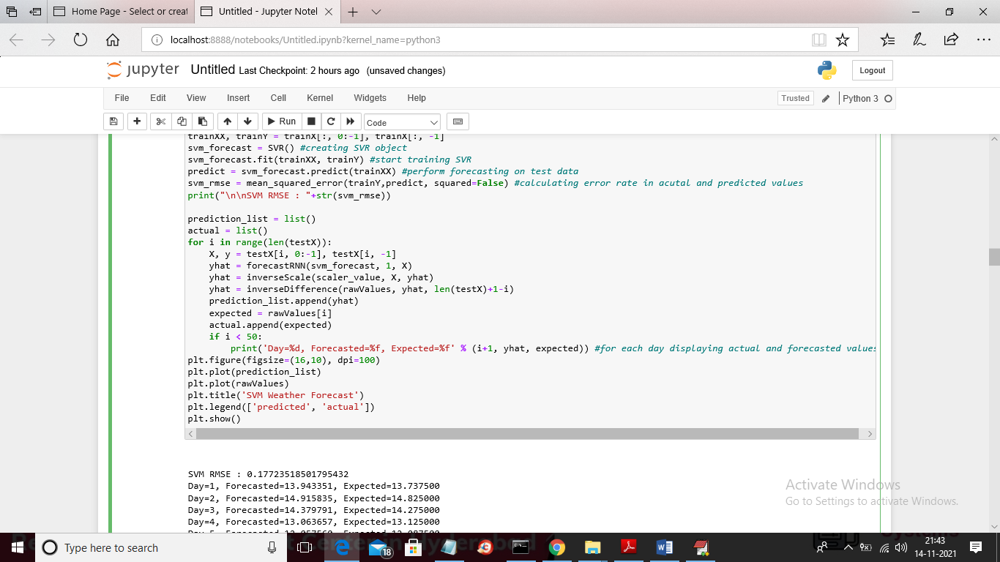 Home Page - Select or creat
Untitled - Jupyter Notel
localhost:8888/notebooks/Untitled.ipynb?kernel_name=python3
jupyter Untitled Last Checkpoint: 2 hours ago (unsaved changes)
Logout
File Edit View Insert Cell Kernel Widgets Help
Trusted Python 3
Run Code
trainXX, trainY = trainX[:, 0:-1], trainX[:, -1]
svm_forecast = SVR() #creating SVR object
svm_forecast.fit(trainXX, trainY) #start training SVR
predict = svm_forecast.predict(trainXX) #perform forecasting on test data
svm_rmse = mean_squared_error(trainY,predict, squared=False) #calculating error rate in acutal and predicted values
print("\n\nSVM RMSE : "+str(svm_rmse))
prediction_list = list()
actual = list()
for i in range(len(testX)):
    X, y = testX[i, 0:-1], testX[i, -1]
    yhat = forecastRNN(svm_forecast, 1, X)
    yhat = inverseScale(scaler_value, X, yhat)
    yhat = inverseDifference(rawValues, yhat, len(testX)+1-i)
    prediction_list.append(yhat)
    expected = rawValues[i]
    actual.append(expected)
    if i < 50:
        print('Day=%d, Forecasted=%f, Expected=%f' % (i+1, yhat, expected)) #for each day displaying actual and forecasted values
plt.figure(figsize=(16,10), dpi=100)
plt.plot(prediction_list)
plt.plot(rawValues)
plt.title('SVM Weather Forecast')
plt.legend(['predicted', 'actual'])
plt.show()
SVM RMSE : 0.17723518501795432
Day=1, Forecasted=13.943351, Expected=13.737500
Day=2, Forecasted=14.915835, Expected=14.825000
Day=3, Forecasted=14.379791, Expected=14.275000
Day=4, Forecasted=13.063657, Expected=13.125000
Activate Windows
Go to Settings to activate Windows.
Type here to search
18
21:43
14-11-2021